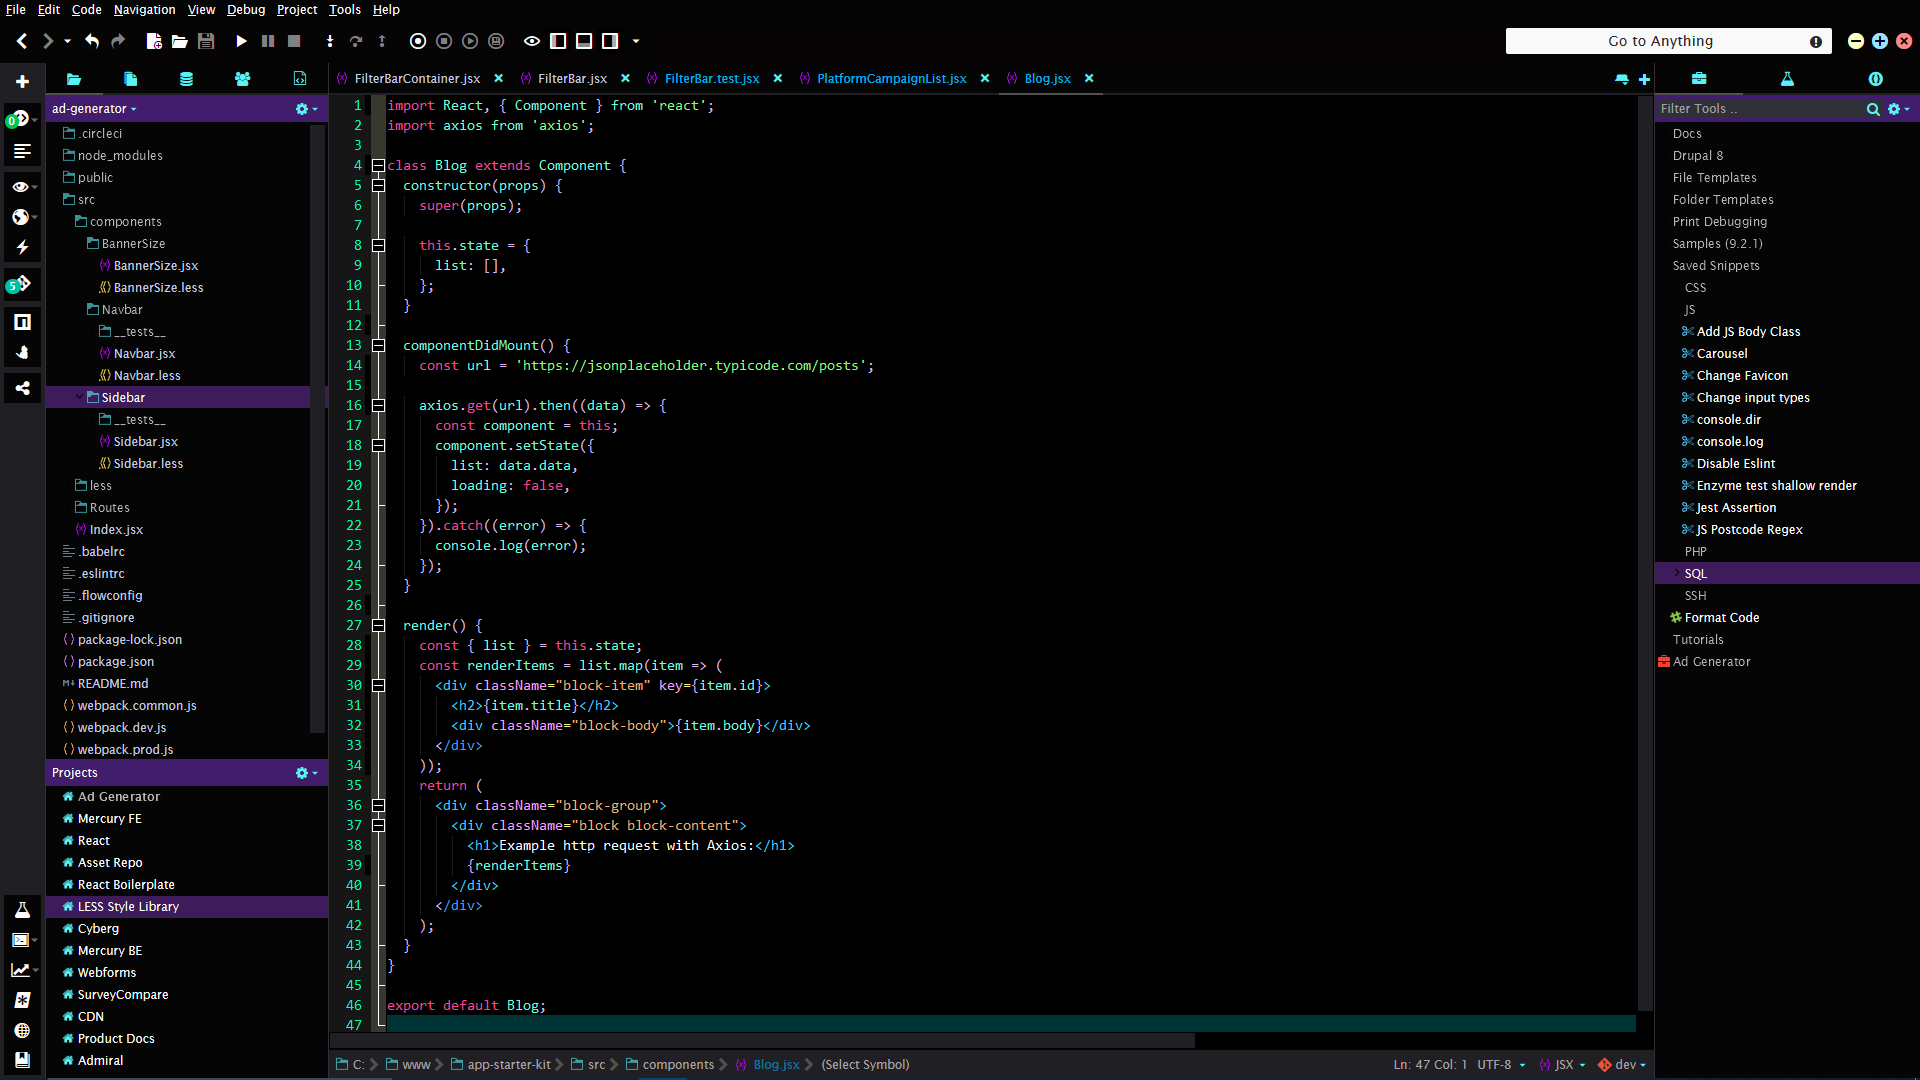 File Edit Code Navigation View Debug Project Tools Help
Go to Anything
FilterBarContainer.jsx FilterBar.jsx FilterBar.test.jsx PlatformCampaignList.jsx Blog.jsx
ad-generator
.circleci
node_modules
public
src
components
BannerSize
BannerSize.jsx
BannerSize.less
Navbar
__tests__
Navbar.jsx
Navbar.less
Sidebar
__tests__
Sidebar.jsx
Sidebar.less
less
Routes
Index.jsx
.babelrc
.eslintrc
.flowconfig
.gitignore
package-lock.json
package.json
README.md
webpack.common.js
webpack.dev.js
webpack.prod.js
Projects
Ad Generator
Mercury FE
React
Asset Repo
React Boilerplate
LESS Style Library
Cyberg
Mercury BE
Webforms
SurveyCompare
CDN
Product Docs
Admiral
0
5
1 import React, { Component } from 'react';
2 import axios from 'axios';
3
4 class Blog extends Component {
5 constructor(props) {
6 super(props);
7
8 this.state = {
9 list: [],
10 };
11 }
12
13 componentDidMount() {
14 const url = 'https://jsonplaceholder.typicode.com/posts';
15
16 axios.get(url).then((data) => {
17 const component = this;
18 component.setState({
19 list: data.data,
20 loading: false,
21 });
22 }).catch((error) => {
23 console.log(error);
24 });
25 }
26
27 render() {
28 const { list } = this.state;
29 const renderItems = list.map(item => (
30 <div className="block-item" key={item.id}>
31 <h2>{item.title}</h2>
32 <div className="block-body">{item.body}</div>
33 </div>
34 ));
35 return (
36 <div className="block-group">
37 <div className="block block-content">
38 <h1>Example http request with Axios:</h1>
39 {renderItems}
40 </div>
41 </div>
42 );
43 }
44 }
45
46 export default Blog;
47
Filter Tools ..
Docs
Drupal 8
File Templates
Folder Templates
Print Debugging
Samples (9.2.1)
Saved Snippets
CSS
JS
Add JS Body Class
Carousel
Change Favicon
Change input types
console.dir
console.log
Disable Eslint
Enzyme test shallow render
Jest Assertion
JS Postcode Regex
PHP
SQL
SSH
Format Code
Tutorials
Ad Generator
C: www app-starter-kit src components Blog.jsx (Select Symbol)
Ln: 47 Col: 1 UTF-8 JSX dev